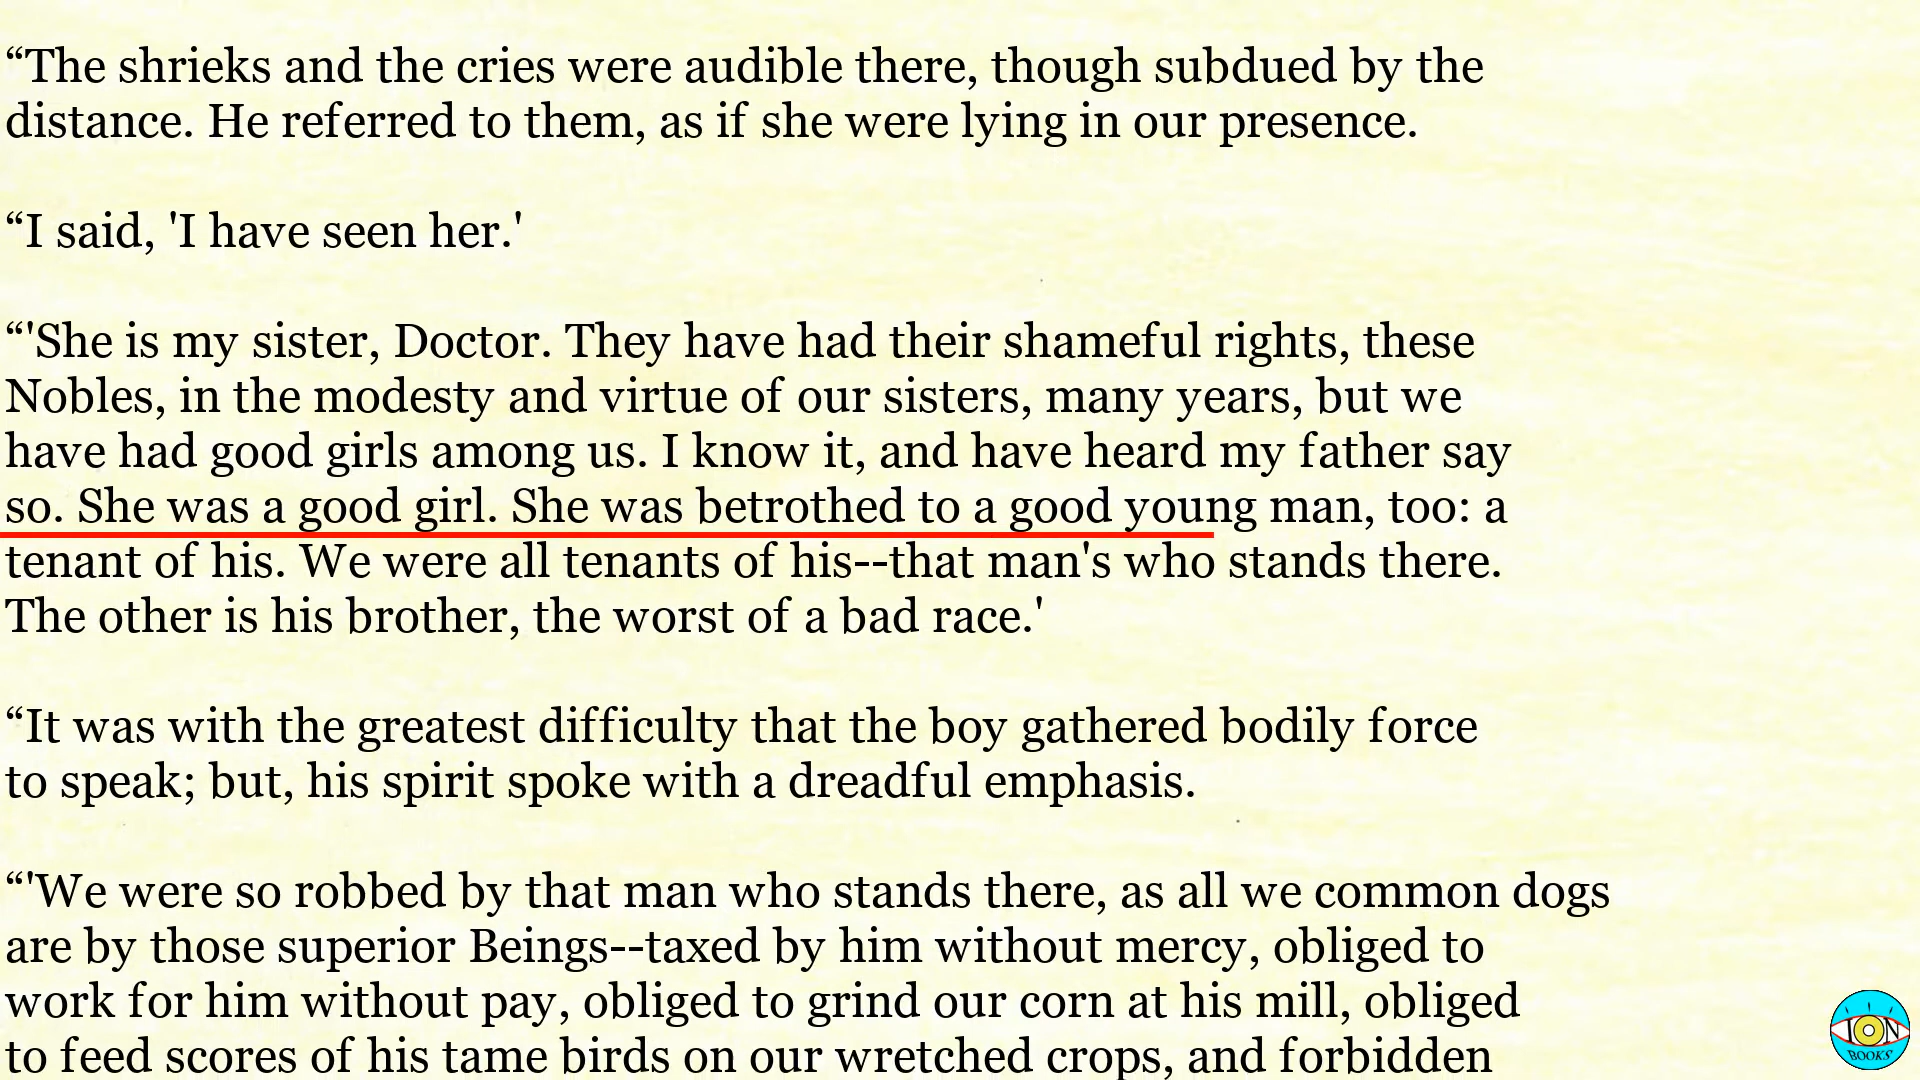 “The shrieks and the cries were audible there, though subdued by the
distance. He referred to them, as if she were lying in our presence.
“I said, 'I have seen her.'
“'She is my sister, Doctor. They have had their shameful rights, these
Nobles, in the modesty and virtue of our sisters, many years, but we
have had good girls among us. I know it, and have heard my father say
so. She was a good girl. She was betrothed to a good young man, too: a
tenant of his. We were all tenants of his--that man's who stands there.
The other is his brother, the worst of a bad race.'
“It was with the greatest difficulty that the boy gathered bodily force
to speak; but, his spirit spoke with a dreadful emphasis.
“'We were so robbed by that man who stands there, as all we common dogs
are by those superior Beings--taxed by him without mercy, obliged to
work for him without pay, obliged to grind our corn at his mill, obliged
to feed scores of his tame birds on our wretched crops, and forbidden
ION
BOOKS